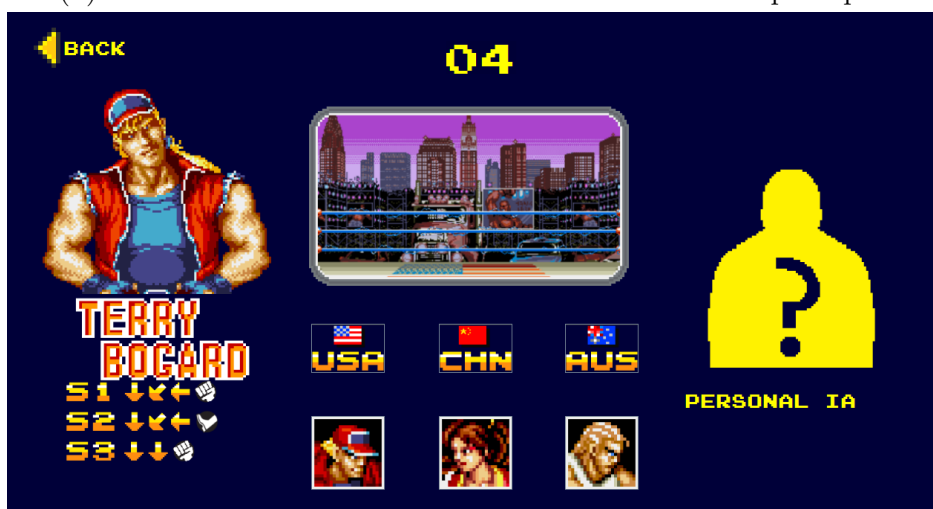 BACK
04
TERRY
BOGARD
S1 ↓↙←
S2 ↓↙←
S3 ↓↓
USA CHN AUS
?
PERSONAL IA